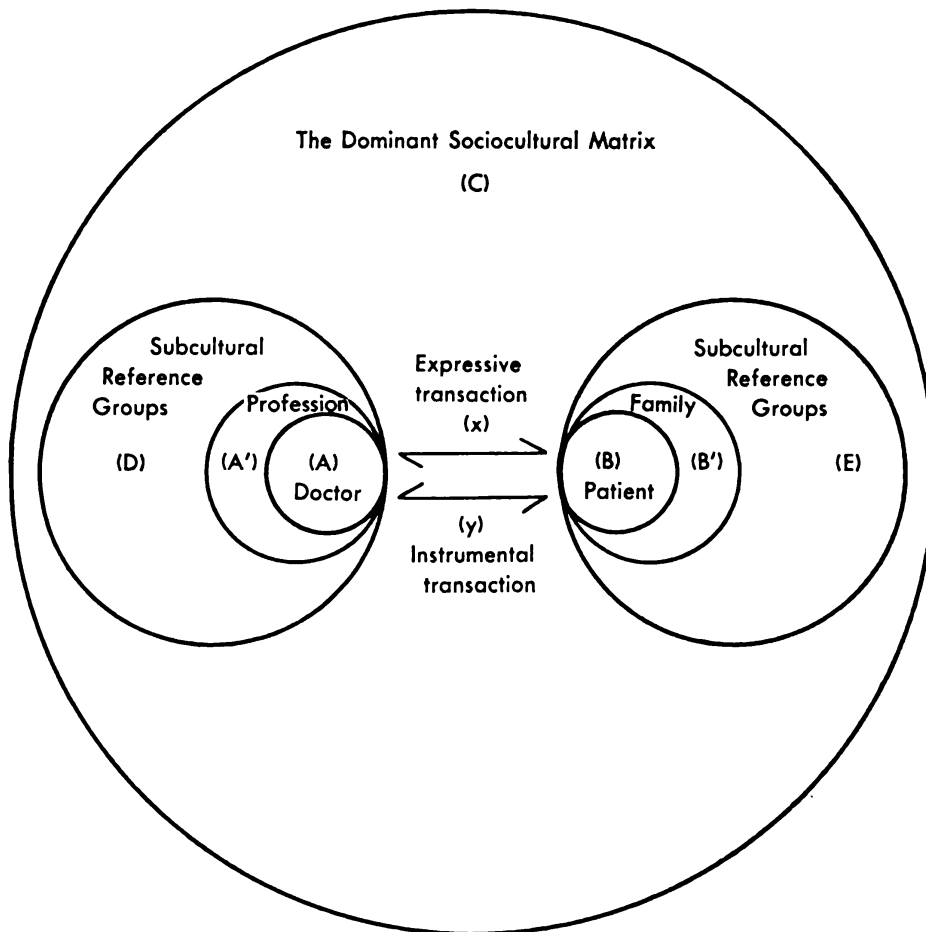 The Dominant Sociocultural Matrix
(C)
Subcultural
Reference
Groups
(D)
Profession
(A')
(A)
Doctor
Expressive
transaction
(x)
(y)
Instrumental
transaction
Family
(B)
Patient
(B')
Subcultural
Reference
Groups
(E)